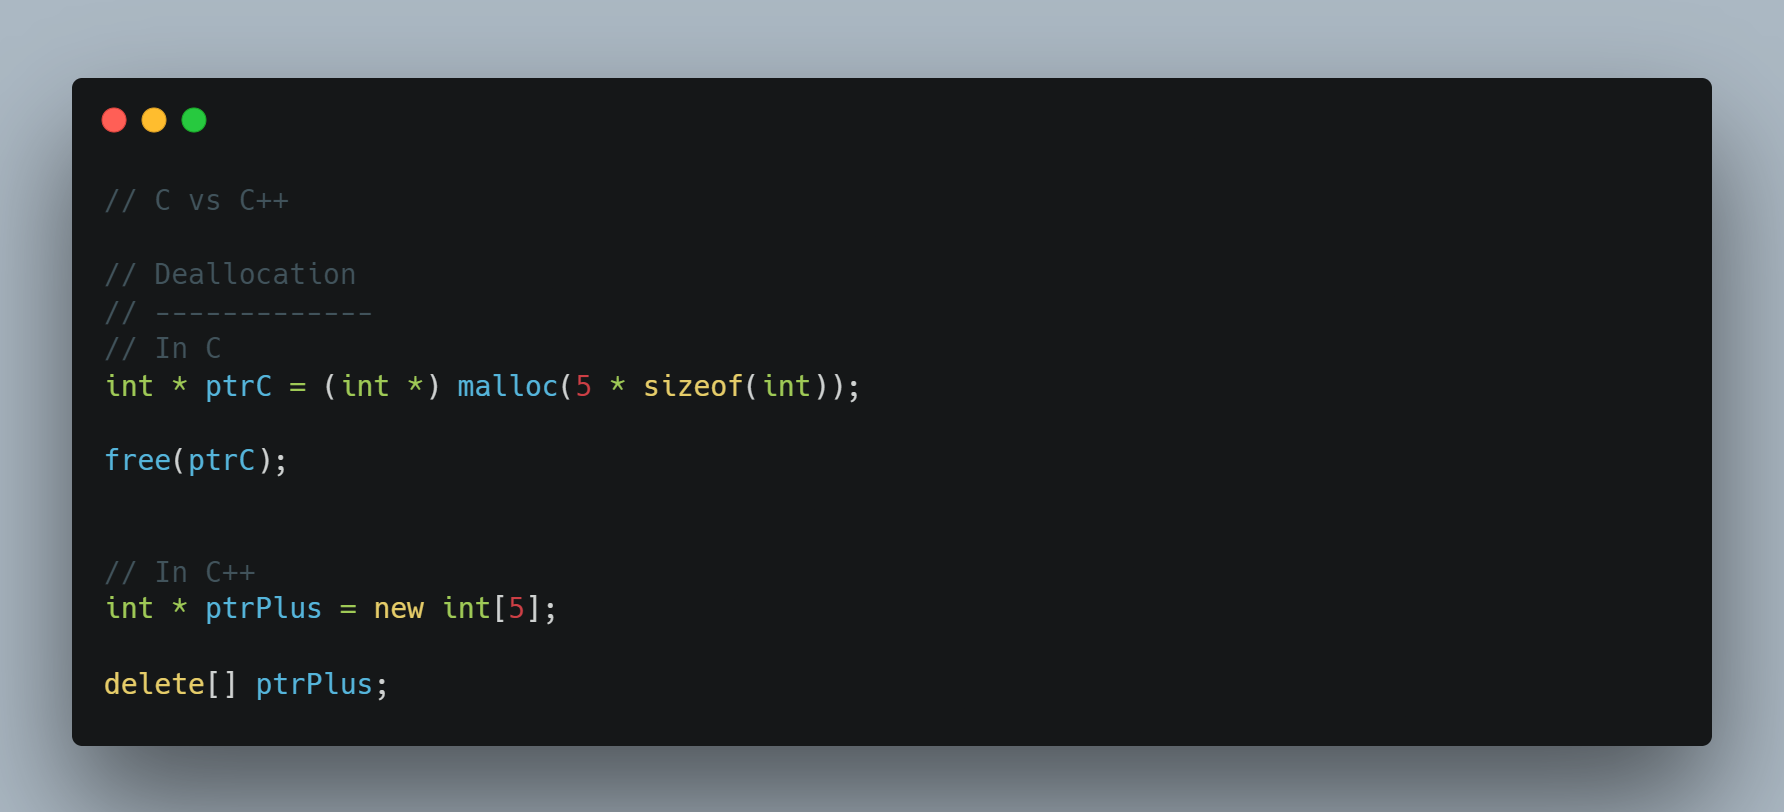 // C vs C++
// Deallocation
// -------------
// In C
int * ptrC = (int *) malloc(5 * sizeof(int));
free(ptrC);
// In C++
int * ptrPlus = new int[5];
delete[] ptrPlus;